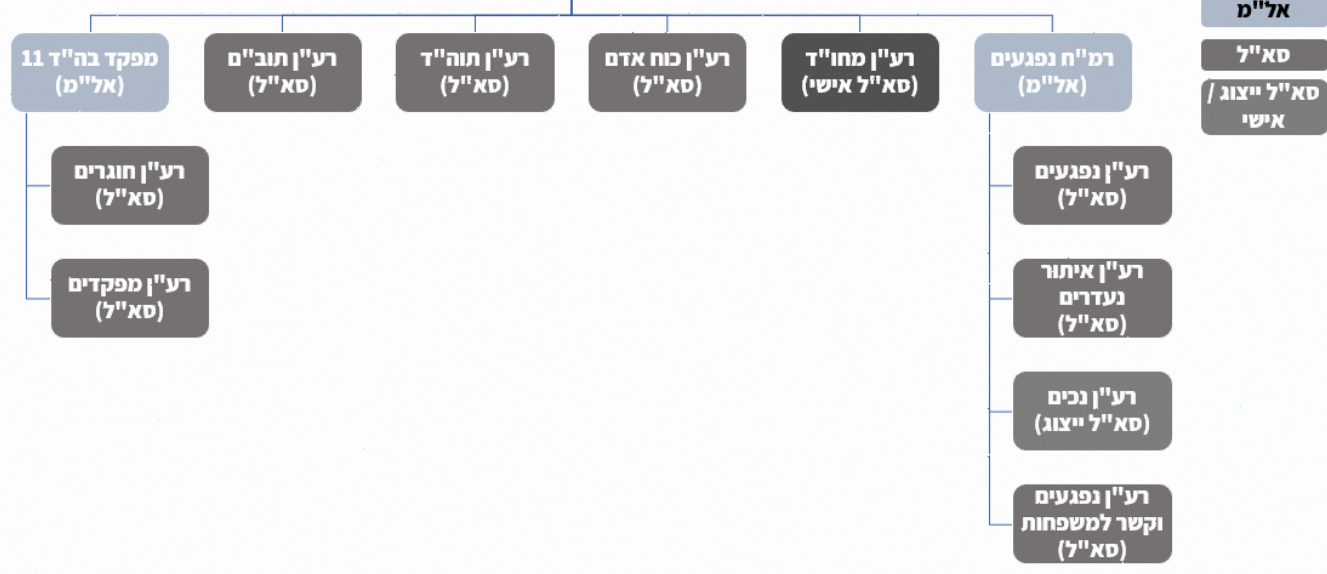 אל"מ
סא"ל
סא"ל ייצוג /
אישי
רמ"ח נפגעים
(אל"מ)
רע"ן מחו"ד
(סא"ל אישי)
רע"ן כוח אדם
(סא"ל)
רע"ן תוה"ד
(סא"ל)
רע"ן תוב"ם
(סא"ל)
מפקד בה"ד 11
(אל"מ)
רע"ן נפגעים
(סא"ל)
רע"ן איתור
נעדרים
(סא"ל)
רע"ן נכים
(סא"ל ייצוג)
רע"ן נפגעים
וקשר למשפחות
(סא"ל)
רע"ן חוגרים
(סא"ל)
רע"ן מפקדים
(סא"ל)